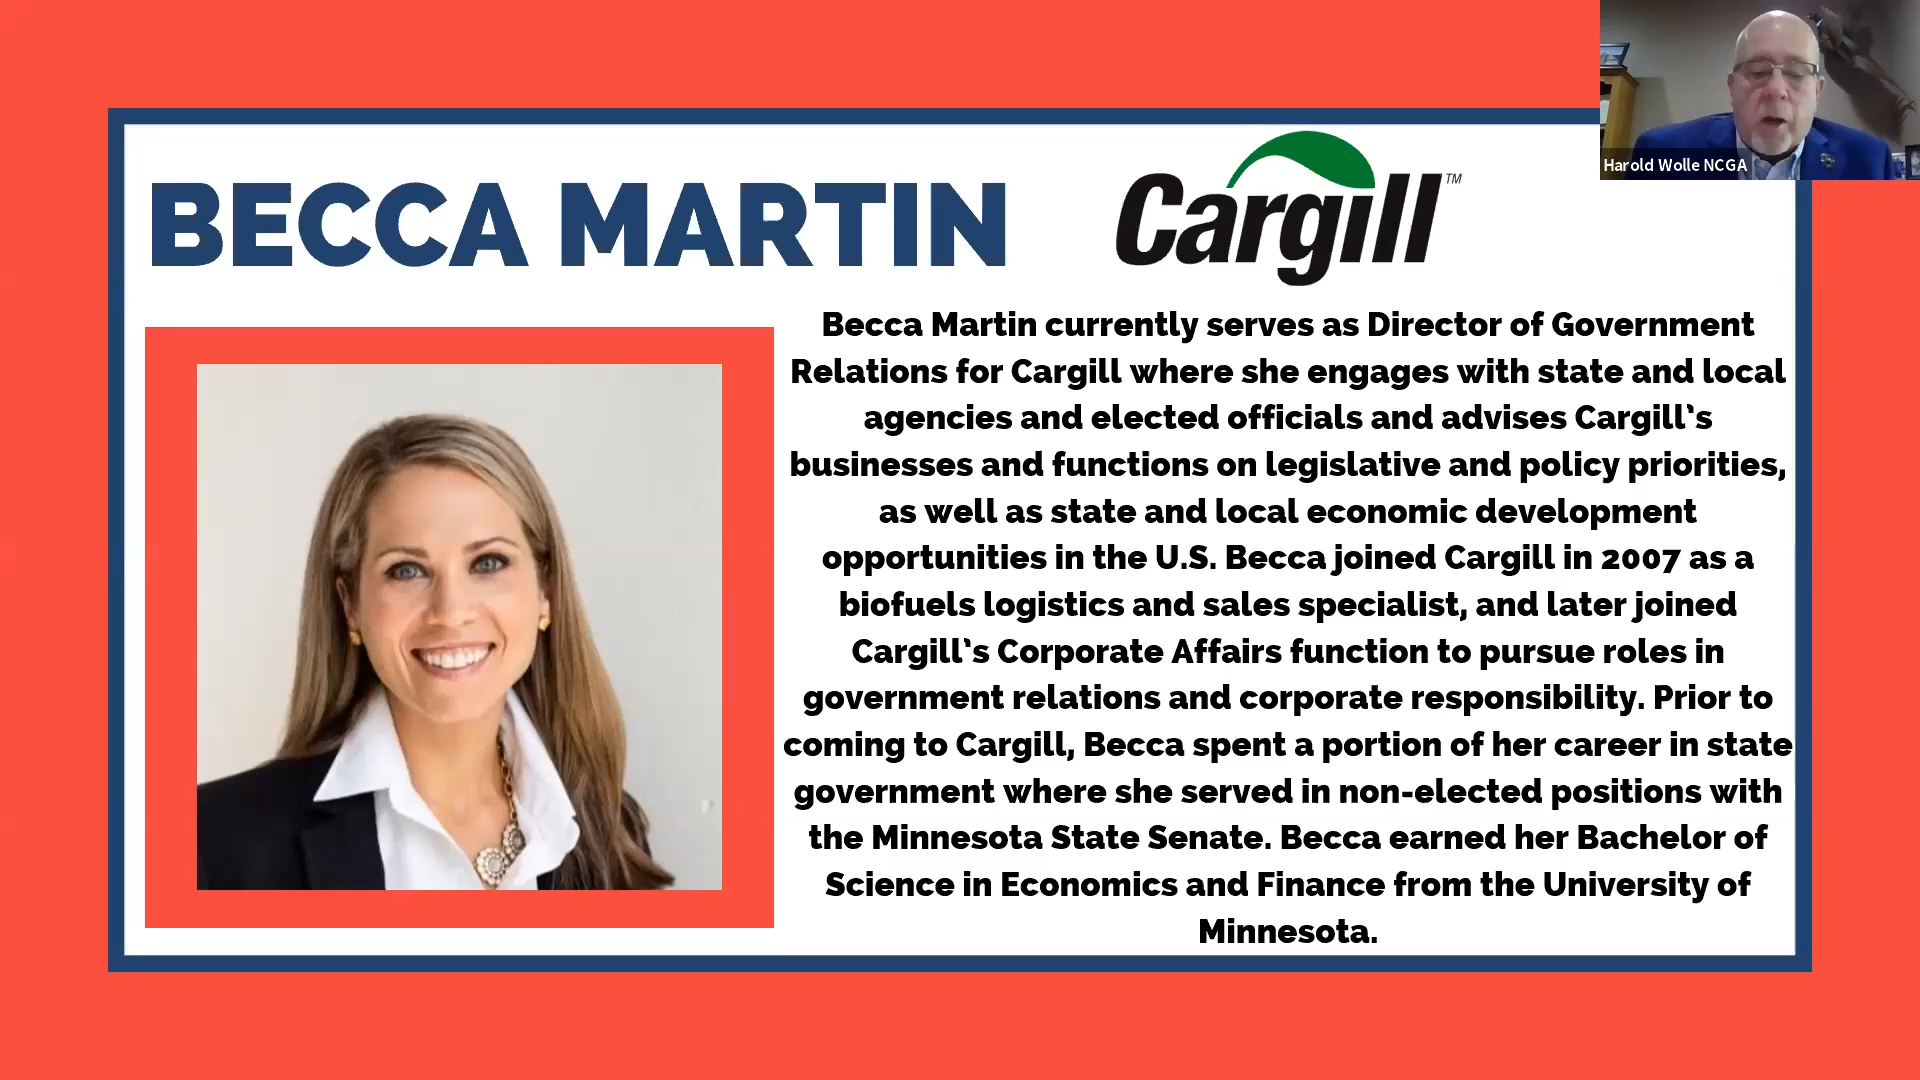 BECCA MARTIN
Cargill™
Harold Wolle NCGA
Becca Martin currently serves as Director of Government
Relations for Cargill where she engages with state and local
agencies and elected officials and advises Cargill's
businesses and functions on legislative and policy priorities,
as well as state and local economic development
opportunities in the U.S. Becca joined Cargill in 2007 as a
biofuels logistics and sales specialist, and later joined
Cargill's Corporate Affairs function to pursue roles in
government relations and corporate responsibility. Prior to
coming to Cargill, Becca spent a portion of her career in state
government where she served in non-elected positions with
the Minnesota State Senate. Becca earned her Bachelor of
Science in Economics and Finance from the University of
Minnesota.